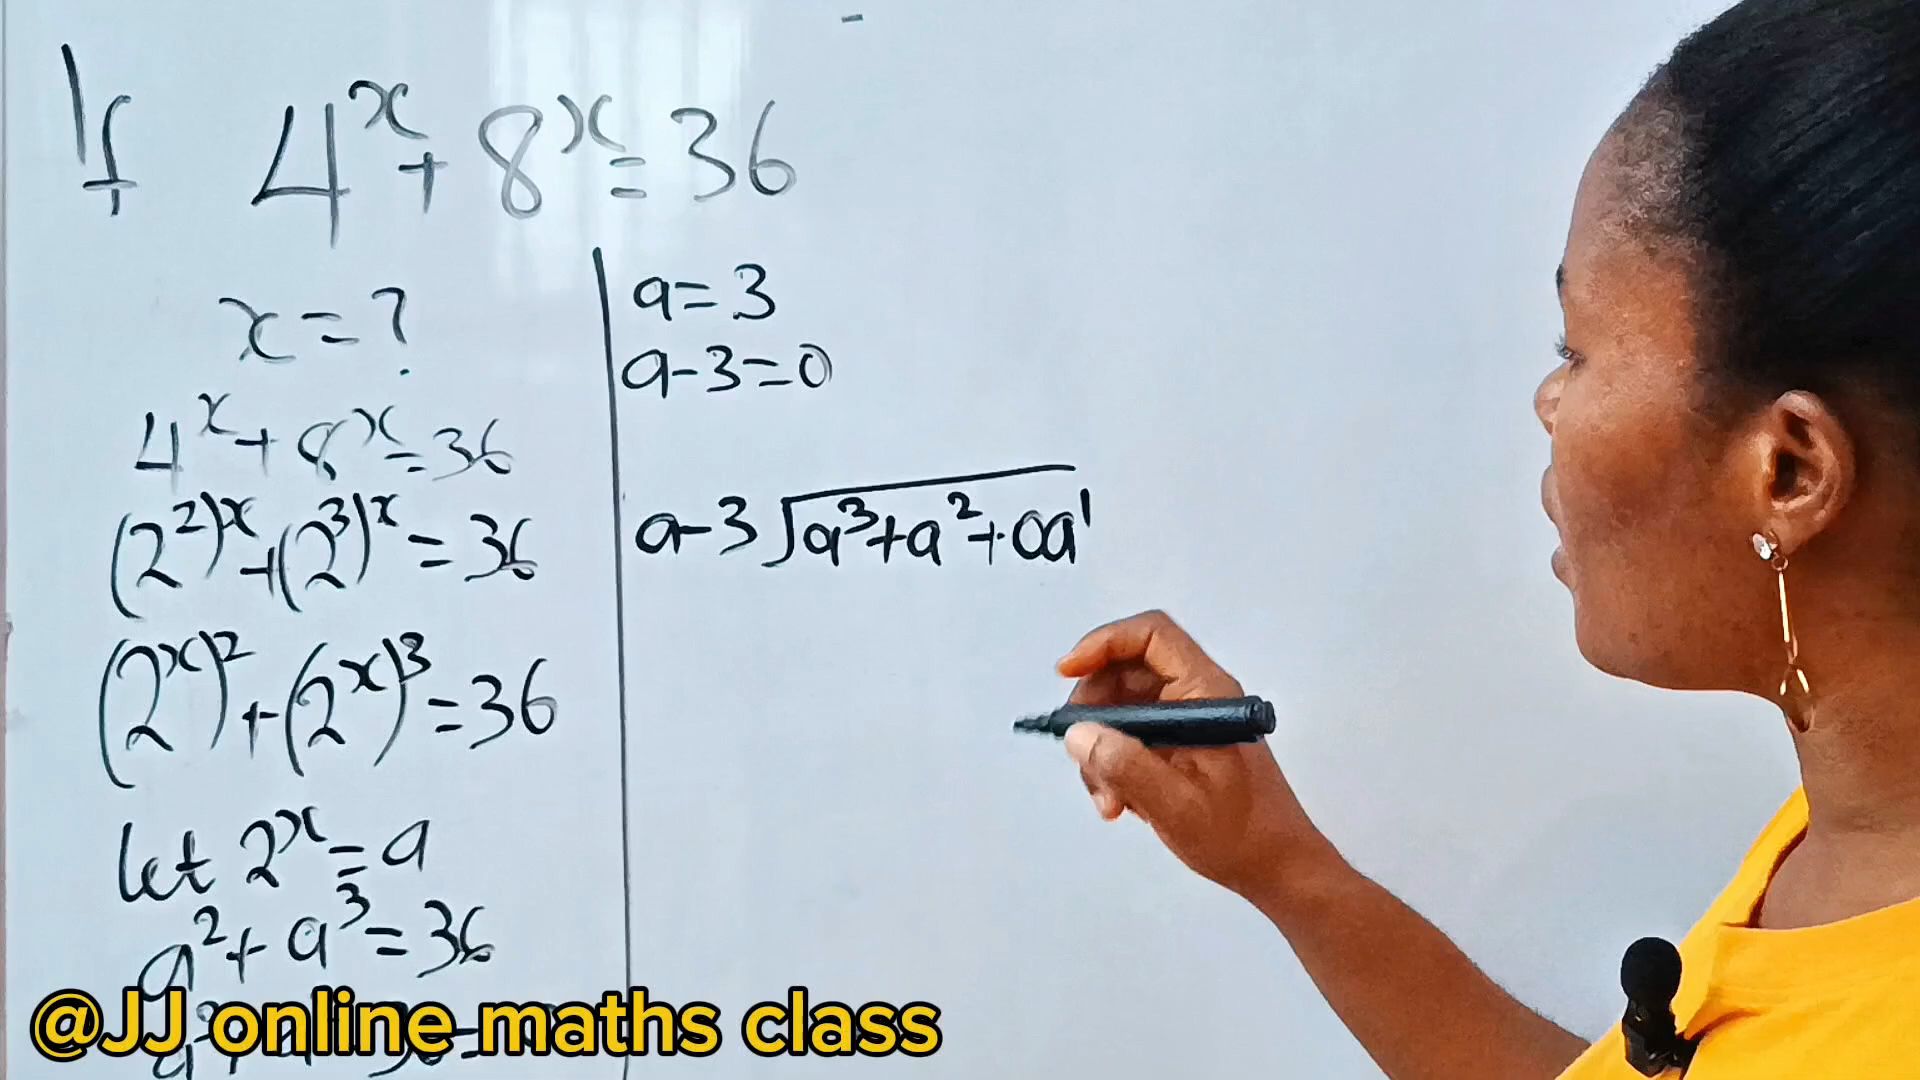 If 4^x + 8^x = 36
x = ?
4^x + 8^x = 36
(2^2)^x + (2^3)^x = 36
(2^x)^2 + (2^x)^3 = 36
let 2^x = a
a^2 + a^3 = 36
a = 3
a - 3 = 0
a - 3 √a^3 + a^2 + 0a^1
@JJ online maths class